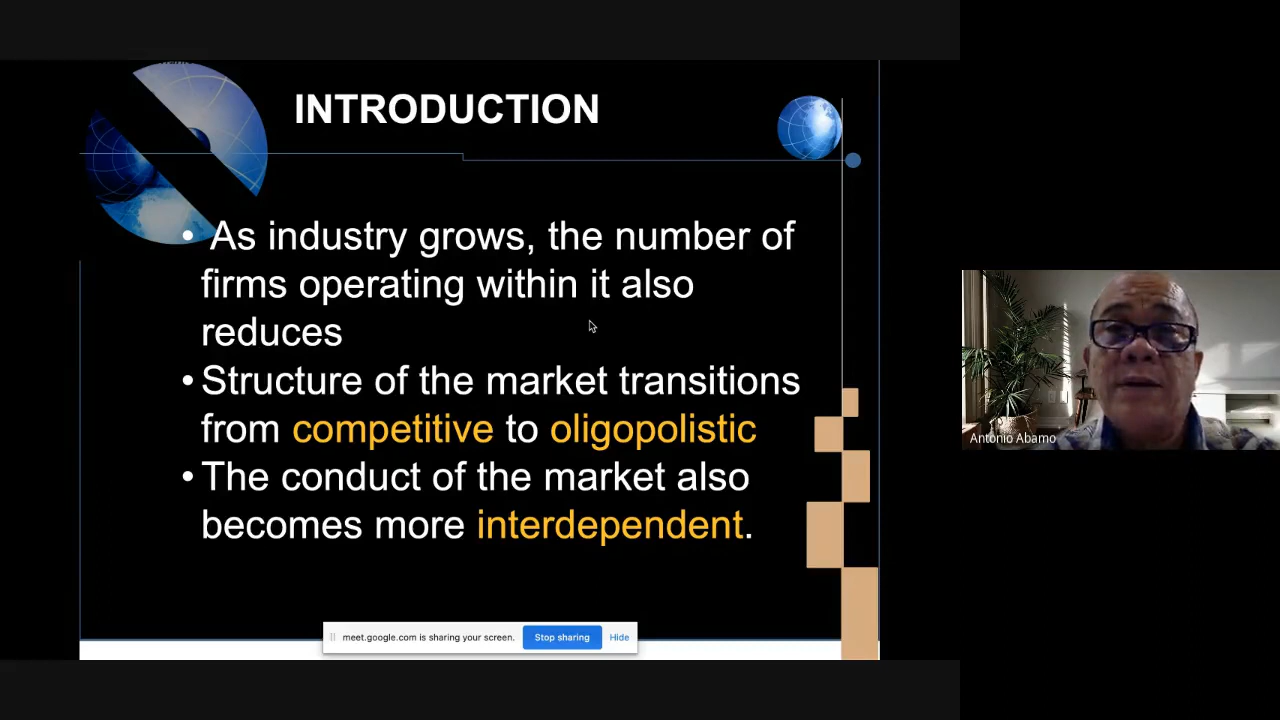 INTRODUCTION
• As industry grows, the number of
firms operating within it also
reduces
• Structure of the market transitions
from competitive to oligopolistic
• The conduct of the market also
becomes more interdependent.
Antonio Abamo
meet.google.com is sharing your screen. Stop sharing Hide